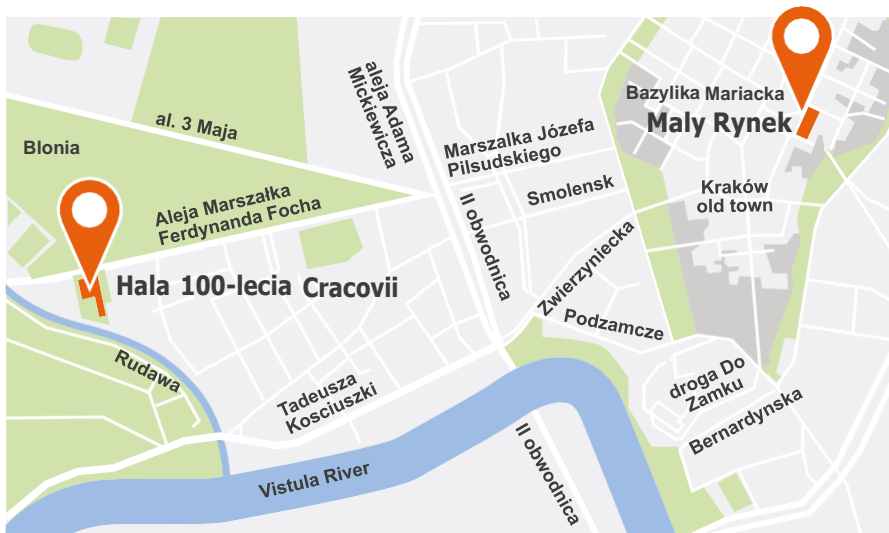 aleja Adama
Mickiewicza
Bazylika Mariacka
Maly Rynek
al. 3 Maja
Blonia
Marszalka Józefa
Pilsudskiego
Smolensk
Kraków
old town
Aleja Marszałka
Ferdynanda Focha
II obwodnica
Zwierzyniecka
Hala 100-lecia Cracovii
Podzamcze
Rudawa
Tadeusza
Kosciuszki
droga Do
Zamku
Bernardynska
II obwodnica
Vistula River